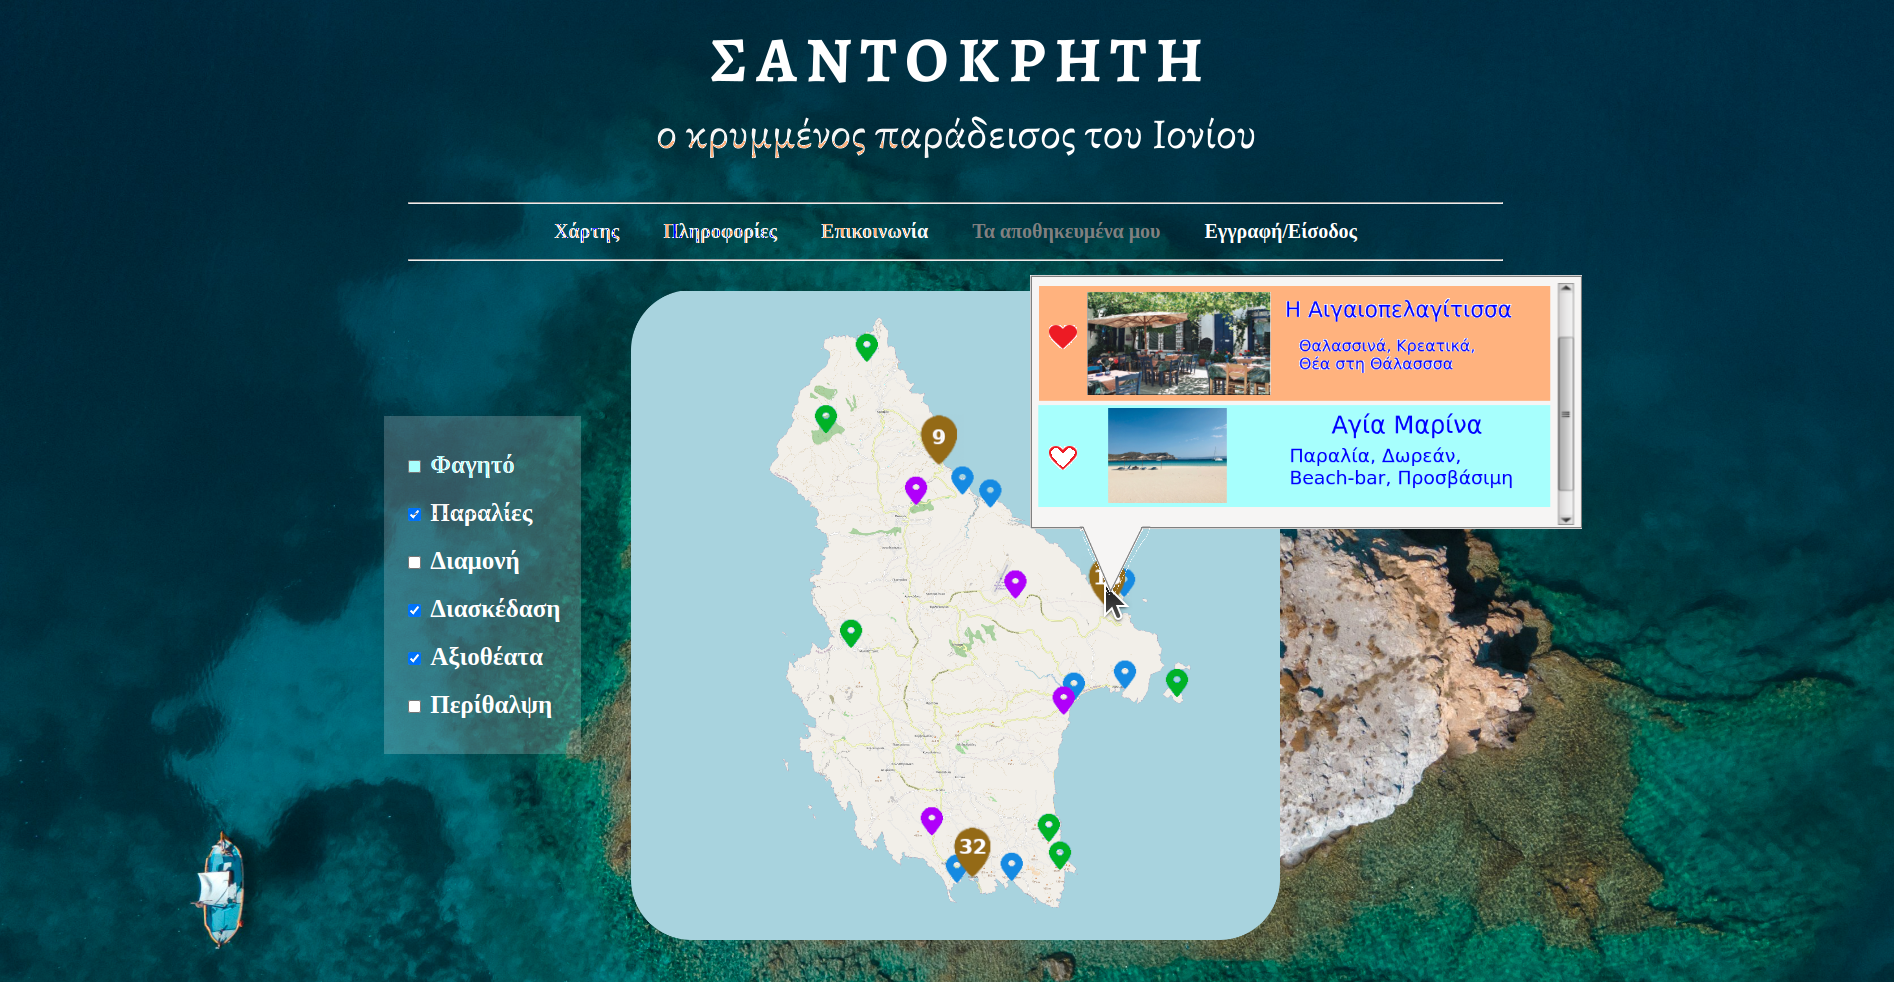 ΣΑΝΤΟΚΡΗΤΗ
ο κρυμμένος παράδεισος του Ιονίου
Χάρτης Πληροφορίες Επικοινωνία Τα αποθηκευμένα μου Εγγραφή/Είσοδος
Η Αιγαιοπελαγίτισσα
Θαλασσινά, Κρεατικά,
Θέα στη Θάλασσσα
Αγία Μαρίνα
Παραλία, Δωρεάν,
Beach-bar, Προσβάσιμη
Φαγητό
Παραλίες
Διαμονή
Διασκέδαση
Αξιοθέατα
Περίθαλψη
9
32